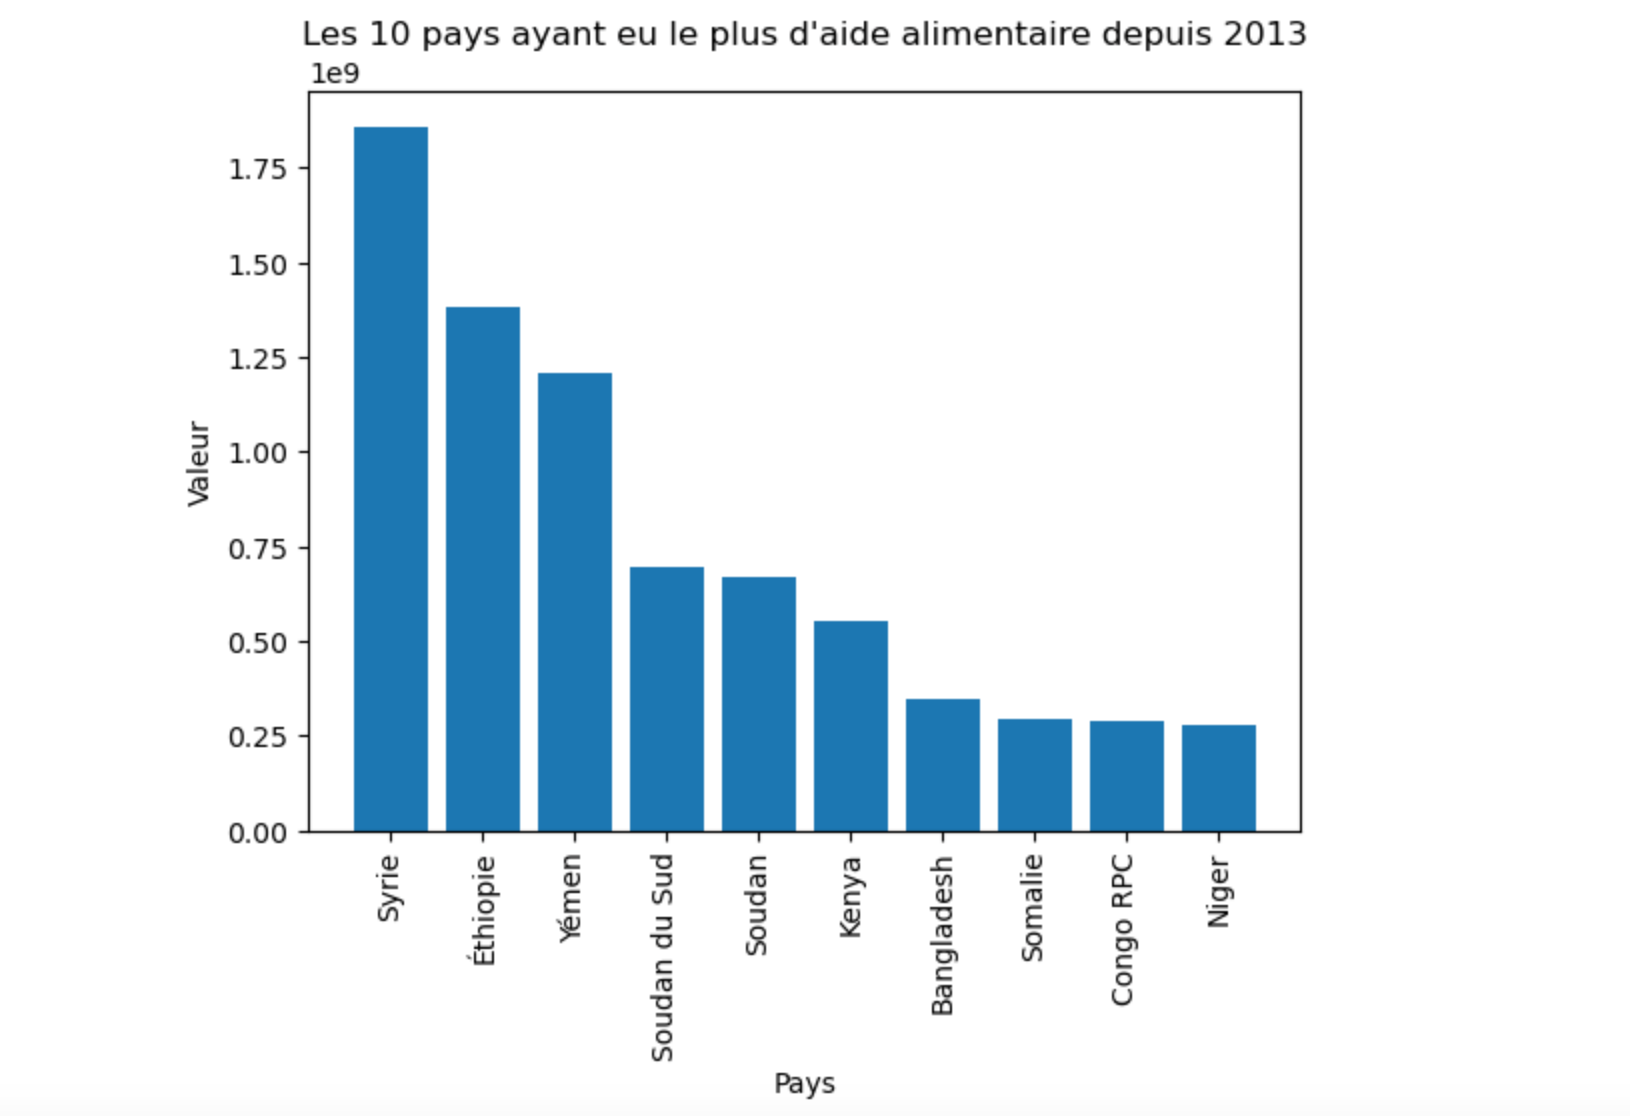 Les 10 pays ayant eu le plus d'aide alimentaire depuis 2013
1e9
1.75
1.50
1.25
1.00
0.75
0.50
0.25
0.00
Valeur
Syrie
Éthiopie
Yémen
Soudan du Sud
Soudan
Kenya
Bangladesh
Somalie
Congo RPC
Niger
Pays